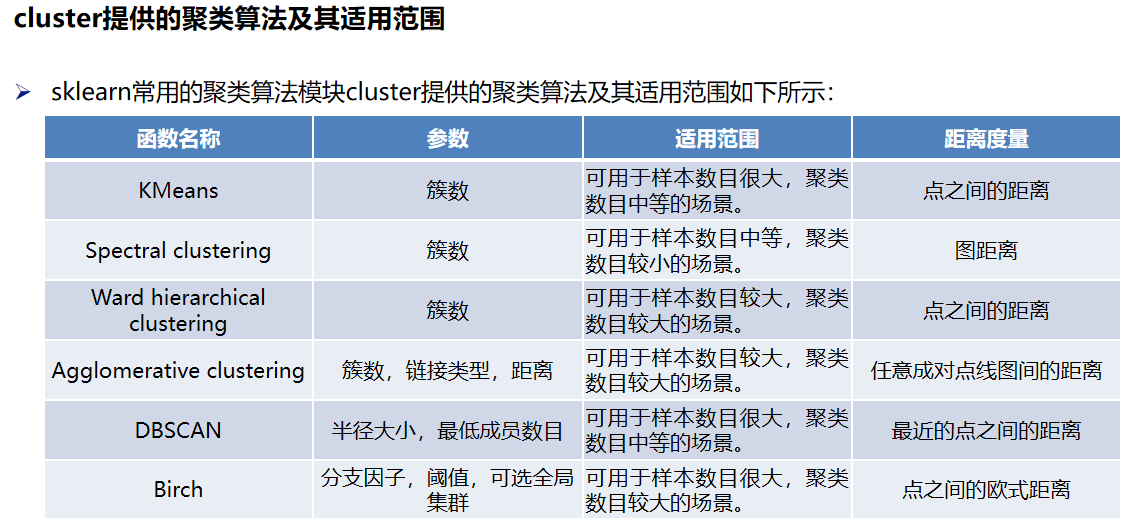 cluster提供的聚类算法及其适用范围
➢ sklearn常用的聚类算法模块cluster提供的聚类算法及其适用范围如下所示：
函数名称 参数 适用范围 距离度量
KMeans 簇数 可用于样本数目很大，聚类
数目中等的场景。 点之间的距离
Spectral clustering 簇数 可用于样本数目中等，聚类
数目较小的场景。 图距离
Ward hierarchical
clustering 簇数 可用于样本数目较大，聚类
数目较大的场景。 点之间的距离
Agglomerative clustering 簇数，链接类型，距离 可用于样本数目较大，聚类
数目较大的场景。 任意成对点线图间的距离
DBSCAN 半径大小，最低成员数目 可用于样本数目很大，聚类
数目中等的场景。 最近的点之间的距离
Birch 分支因子，阈值，可选全局
集群 可用于样本数目很大，聚类
数目较大的场景。 点之间的欧式距离